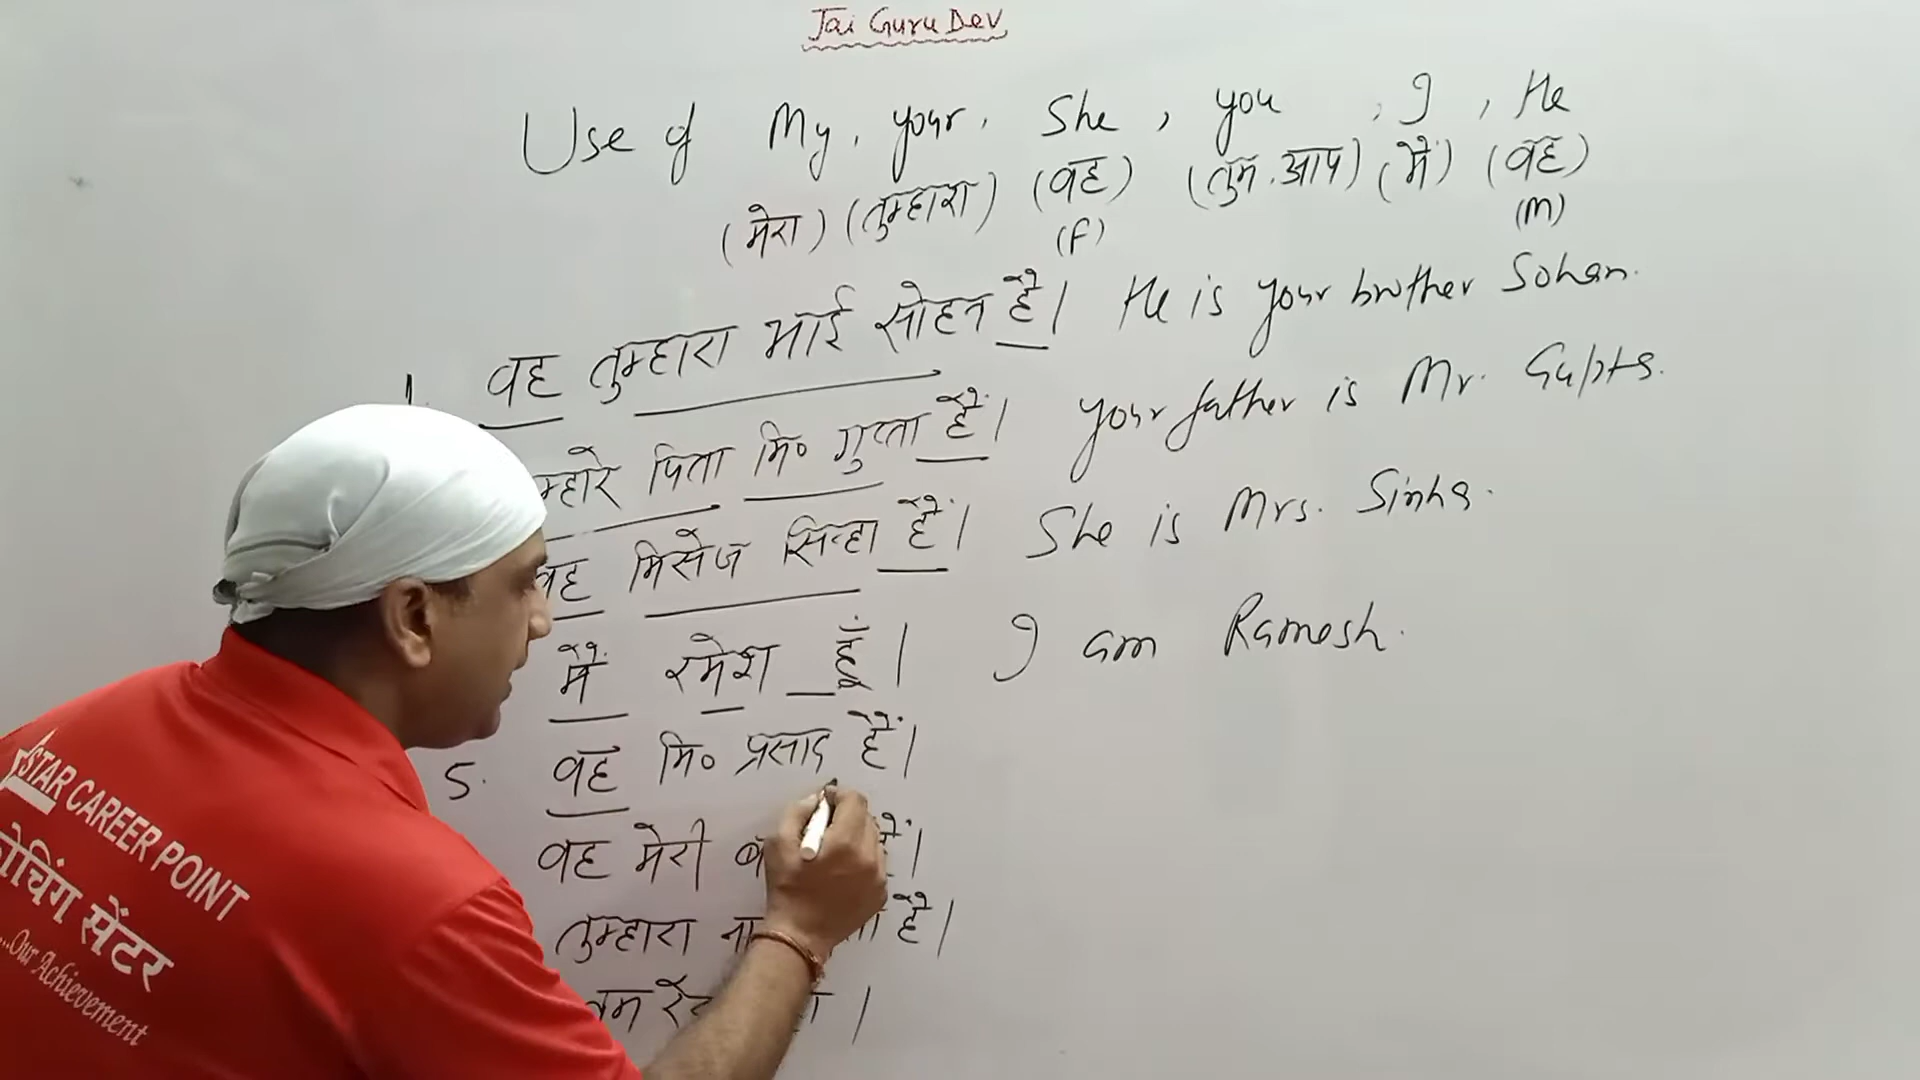 Jai Guru Dev
Use of My, your, She, you, I, He
(मेरा) (तुम्हारा) (वह) (तुम, आप) (मैं) (वह)
(F) (M)
1. वह तुम्हारा भाई सोहन है। He is your brother Sohan.
म्हारे पिता मि० गुप्ता हैं। your father is Mr. Gupta.
वह मिसेज सिन्हा हैं। She is Mrs. Sinha.
मैं रमेश हूं। I am Ramesh.
5. वह मि० प्रसाद हैं।
वह मेरी हैं।
तुम्हारा ना है।
STAR CAREER POINT
कोचिंग सेंटर
...Our Achievement